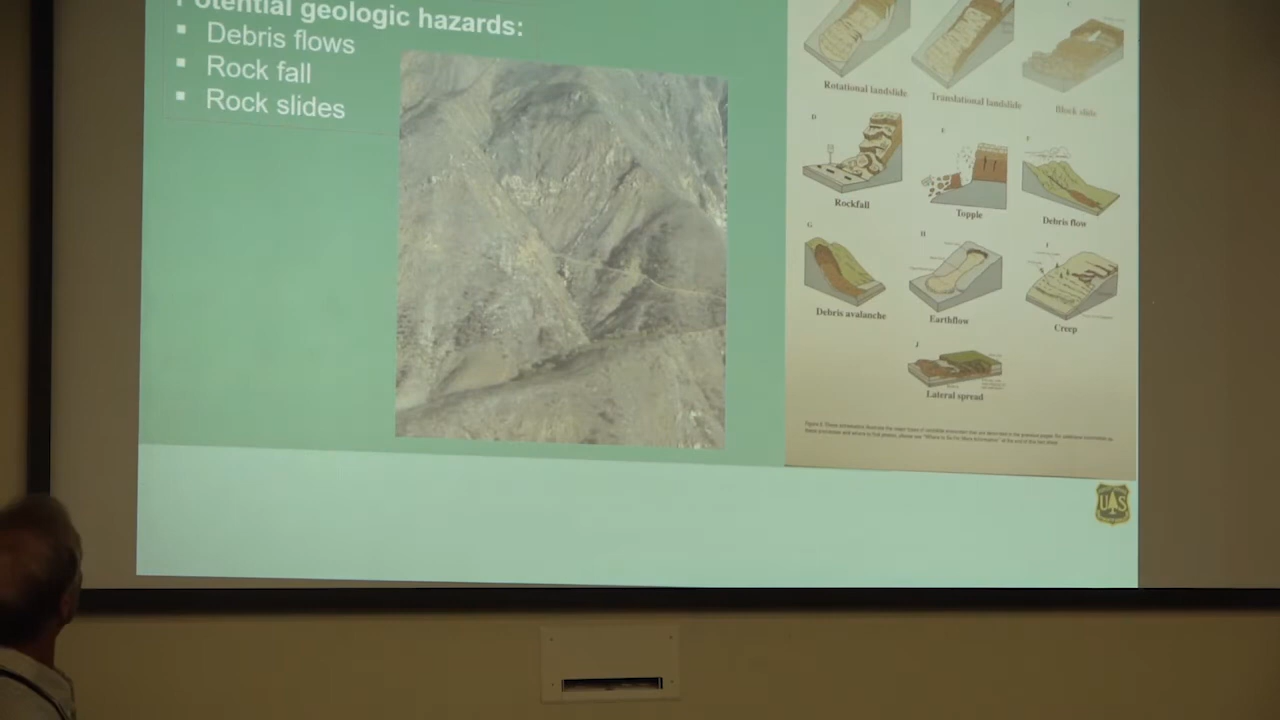 Potential geologic hazards:
▪ Debris flows
▪ Rock fall
▪ Rock slides
C
Rotational landslide
Translational landslide
Block slide
D
E
F
Rockfall
Topple
Debris flow
G
H
I
Debris avalanche
Earthflow
Creep
J
Lateral spread
UAS